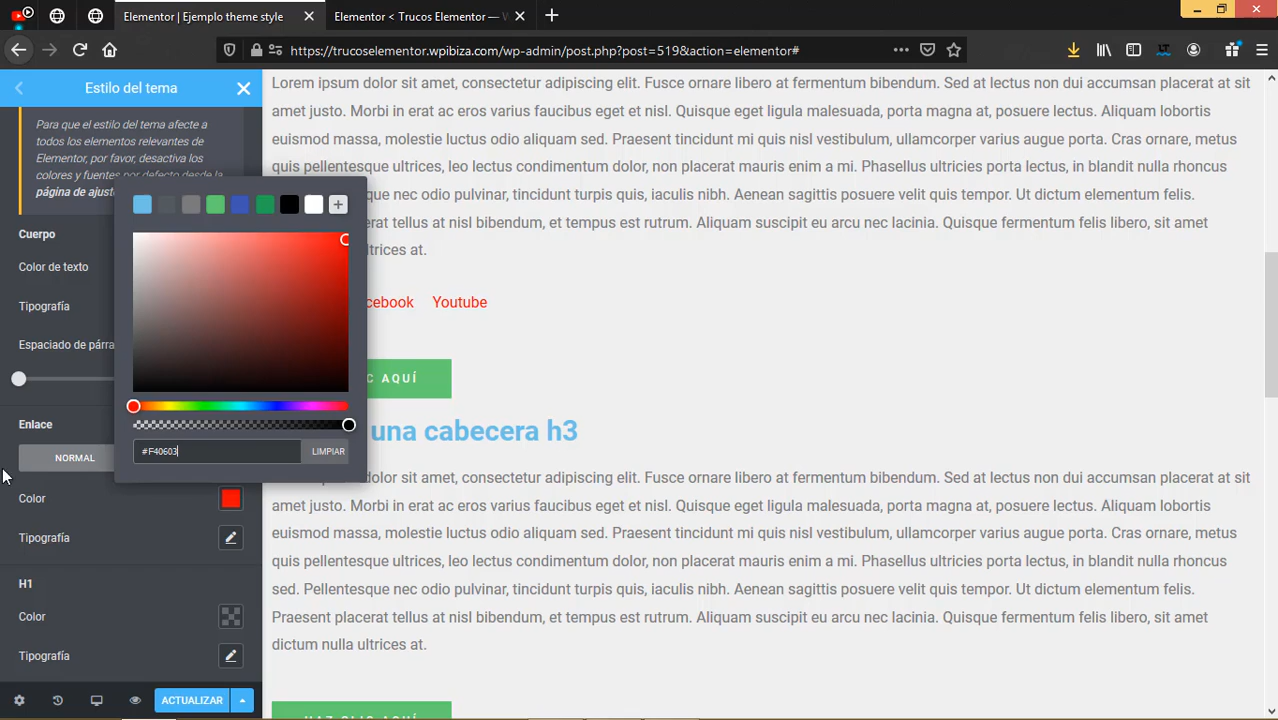 Elementor | Ejemplo theme style
Elementor < Trucos Elementor —
https://trucoselementor.wpibiza.com/wp-admin/post.php?post=519&action=elementor#
Estilo del tema
Para que el estilo del tema afecte a
todos los elementos relevantes de
Elementor, por favor, desactiva los
colores y fuentes por defecto desde la
página de ajuste
Cuerpo
Color de texto
Tipografía
Espaciado de párra
Enlace
NORMAL
Color
Tipografía
H1
Color
Tipografía
ACTUALIZAR
#F40603
LIMPIAR
Lorem ipsum dolor sit amet, consectetur adipiscing elit. Fusce ornare libero at fermentum bibendum. Sed at lectus non dui accumsan placerat at sit
amet justo. Morbi in erat ac eros varius faucibus eget et nisl. Quisque eget ligula malesuada, porta magna at, posuere lectus. Aliquam lobortis
euismod massa, molestie lectus odio aliquam sed. Praesent tincidunt mi quis nisl vestibulum, ullamcorper varius augue porta. Cras ornare, metus
quis pellentesque ultrices, leo lectus condimentum dolor, non placerat mauris enim a mi. Phasellus ultricies porta lectus, in blandit nulla rhoncus
ue nec odio pulvinar, tincidunt turpis quis, iaculis nibh. Aenean sagittis posuere velit quis tempor. Ut dignissim elementum felis.
rat ullamcorper aliquet. Quisque et tempus est rutrum. Aliquam suscipit eu arcu nec lacinia. Quisque fermentum felis libero, sit amet
ltrices at.
cebook Youtube
C AQUÍ
una cabecera h3
dolor sit amet, consectetur adipiscing elit. Fusce ornare libero at fermentum bibendum. Sed at lectus non dui accumsan placerat at sit
amet justo. Morbi in erat ac eros varius faucibus eget et nisl. Quisque eget ligula malesuada, porta magna at, posuere lectus. Aliquam lobortis
euismod massa, molestie lectus odio aliquam sed. Praesent tincidunt mi quis nisl vestibulum, ullamcorper varius augue porta. Cras ornare, metus
quis pellentesque ultrices, leo lectus condimentum dolor, non placerat mauris enim a mi. Phasellus ultricies porta lectus, in blandit nulla rhoncus
sed. Pellentesque nec odio pulvinar, tincidunt turpis quis, iaculis nibh. Aenean sagittis posuere velit quis tempor. Ut dignissim elementum felis.
Praesent placerat ullamcorper aliquet. Quisque et tempus est rutrum. Aliquam suscipit eu arcu nec lacinia. Quisque fermentum felis libero, sit amet
dictum nulla ultrices at.
HAZ CLIC AQUÍ